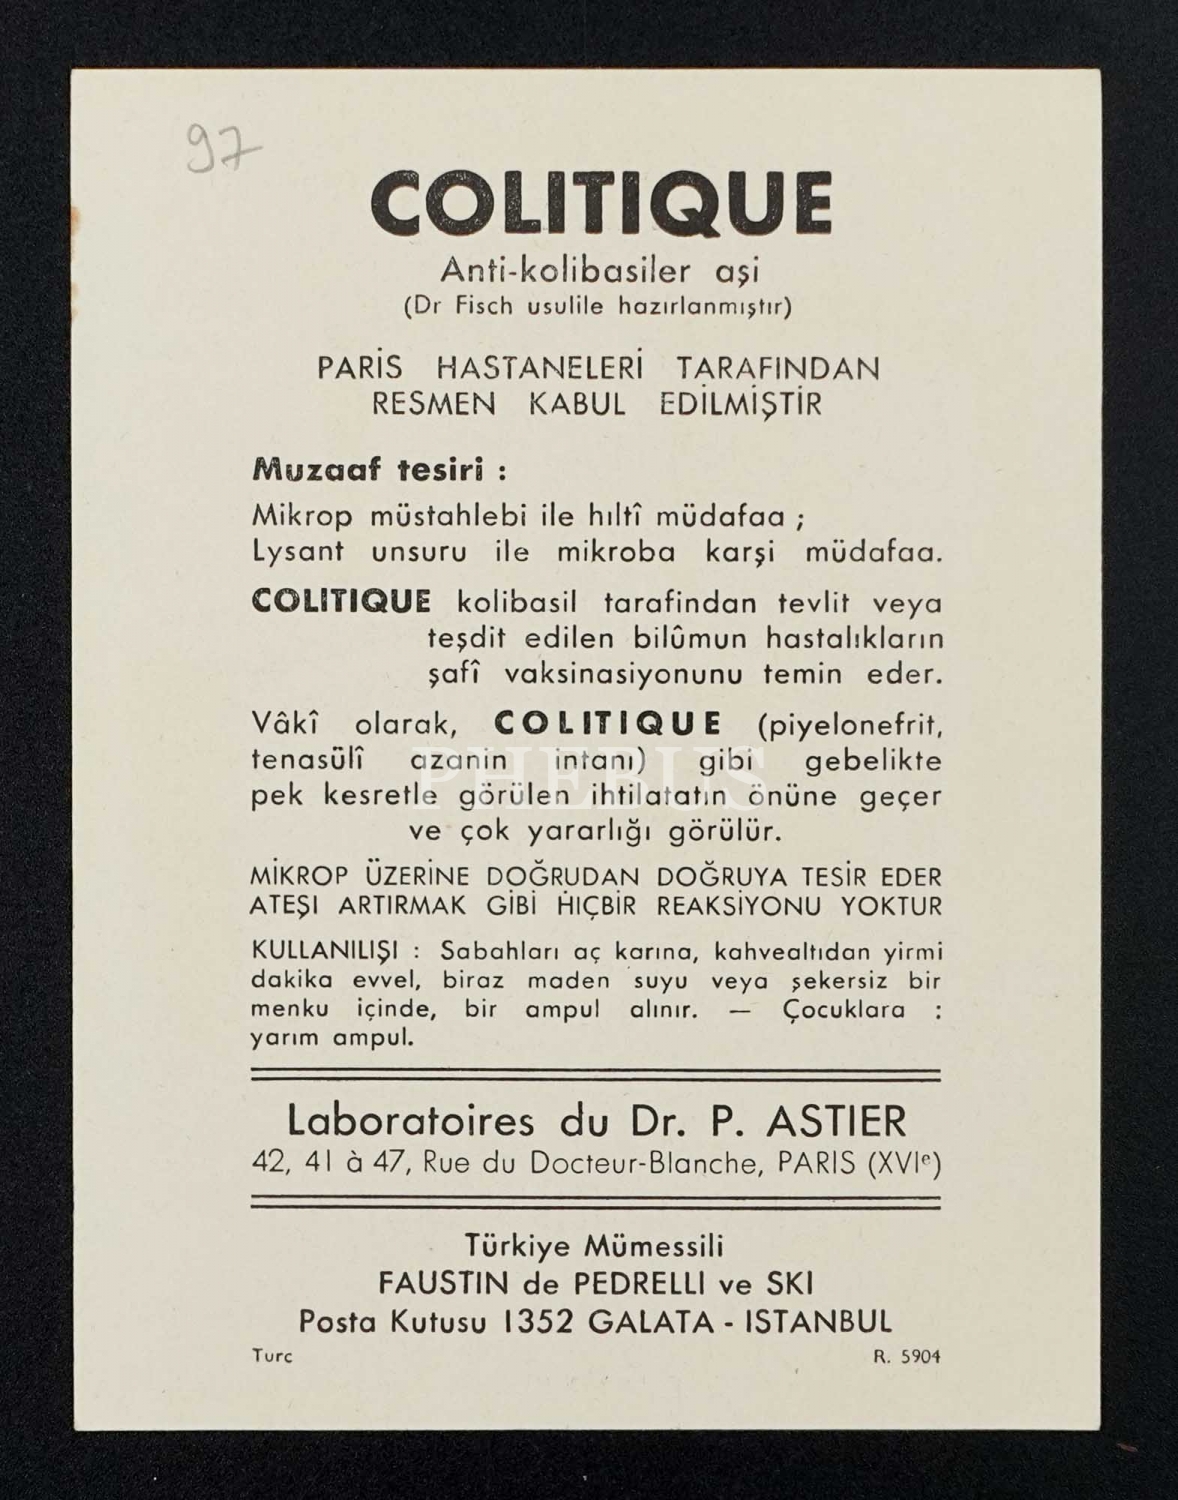 97
COLITIQUE
Anti-kolibasiler aşi
(Dr Fisch usulile hazırlanmıştır)
PARİS HASTANELERİ TARAFINDAN
RESMEN KABUL EDİLMİŞTİR
Muzaaf tesiri :
Mikrop müstahlebi ile hıltî müdafaa ;
Lysant unsuru ile mikroba karşi müdafaa.
COLITIQUE kolibasil tarafindan tevlit veya
teşdit edilen bilûmun hastalıkların
şafî vaksinasiyonunu temin eder.
Vâkî olarak, COLITIQUE (piyelonefrit,
tenasülî azanin intanı) gibi gebelikte
pek kesretle görülen ihtilatatın önüne geçer
ve çok yararlığı görülür.
PHEBUS
MİKROP ÜZERİNE DOĞRUDAN DOĞRUYA TESİR EDER
ATEŞI ARTIRMAK GİBİ HIÇBİR REAKSİYONU YOKTUR
KULLANILIŞI : Sabahları aç karına, kahvealtıdan yirmi
dakika evvel, biraz maden suyu veya şekersiz bir
menku içinde, bir ampul alınır. — Çocuklara :
yarım ampul.
Laboratoires du Dr. P. ASTIER
42, 41 à 47, Rue du Docteur-Blanche, PARIS (XVIe)
Türkiye Mümessili
FAUSTIN de PEDRELLI ve SKI
Posta Kutusu 1352 GALATA - ISTANBUL
Turc R. 5904